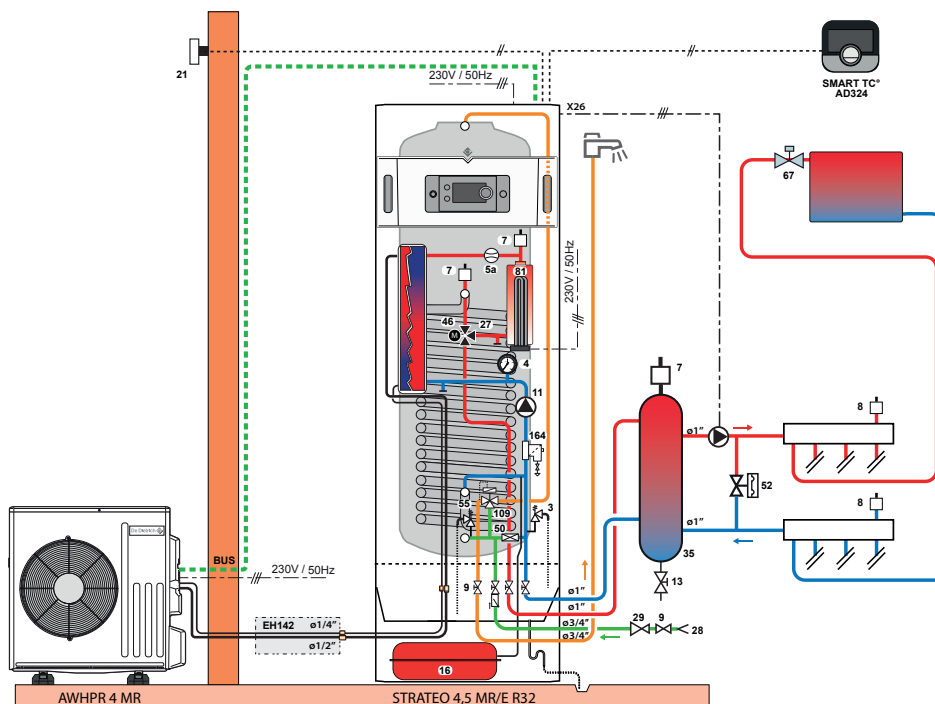 21
230V / 50Hz
X26
SMART TC°
AD324
67
7
5a
7
81
230V / 50Hz
46
27
M
4
7
11
8
ø1”
164
52
8
55
3
109
ø1”
50
35
De Dietrich
BUS
230V / 50Hz
9
13
ø1”
EH142
ø1/4”
ø1”
ø3/4”
29
9
28
ø3/4”
ø1/2”
16
AWHPR 4 MR
STRATEO 4,5 MR/E R32